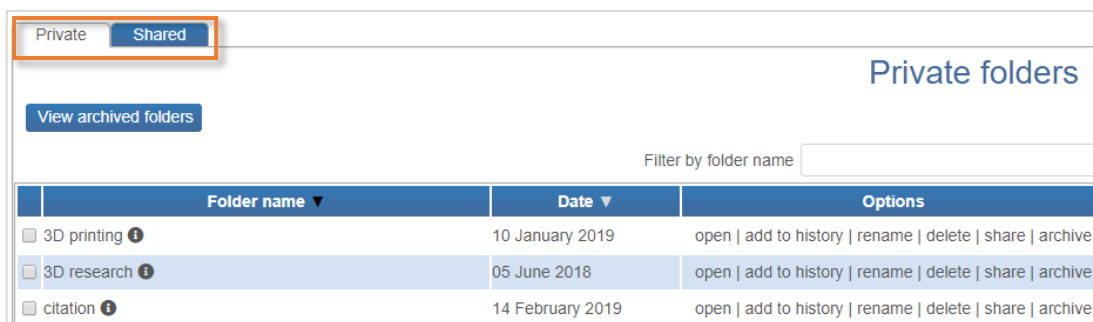 Private Shared
Private folders
View archived folders
Filter by folder name
Folder name ▼ Date ▼ Options
3D printing 10 January 2019 open | add to history | rename | delete | share | archive
3D research 05 June 2018 open | add to history | rename | delete | share | archive
citation 14 February 2019 open | add to history | rename | delete | share | archive